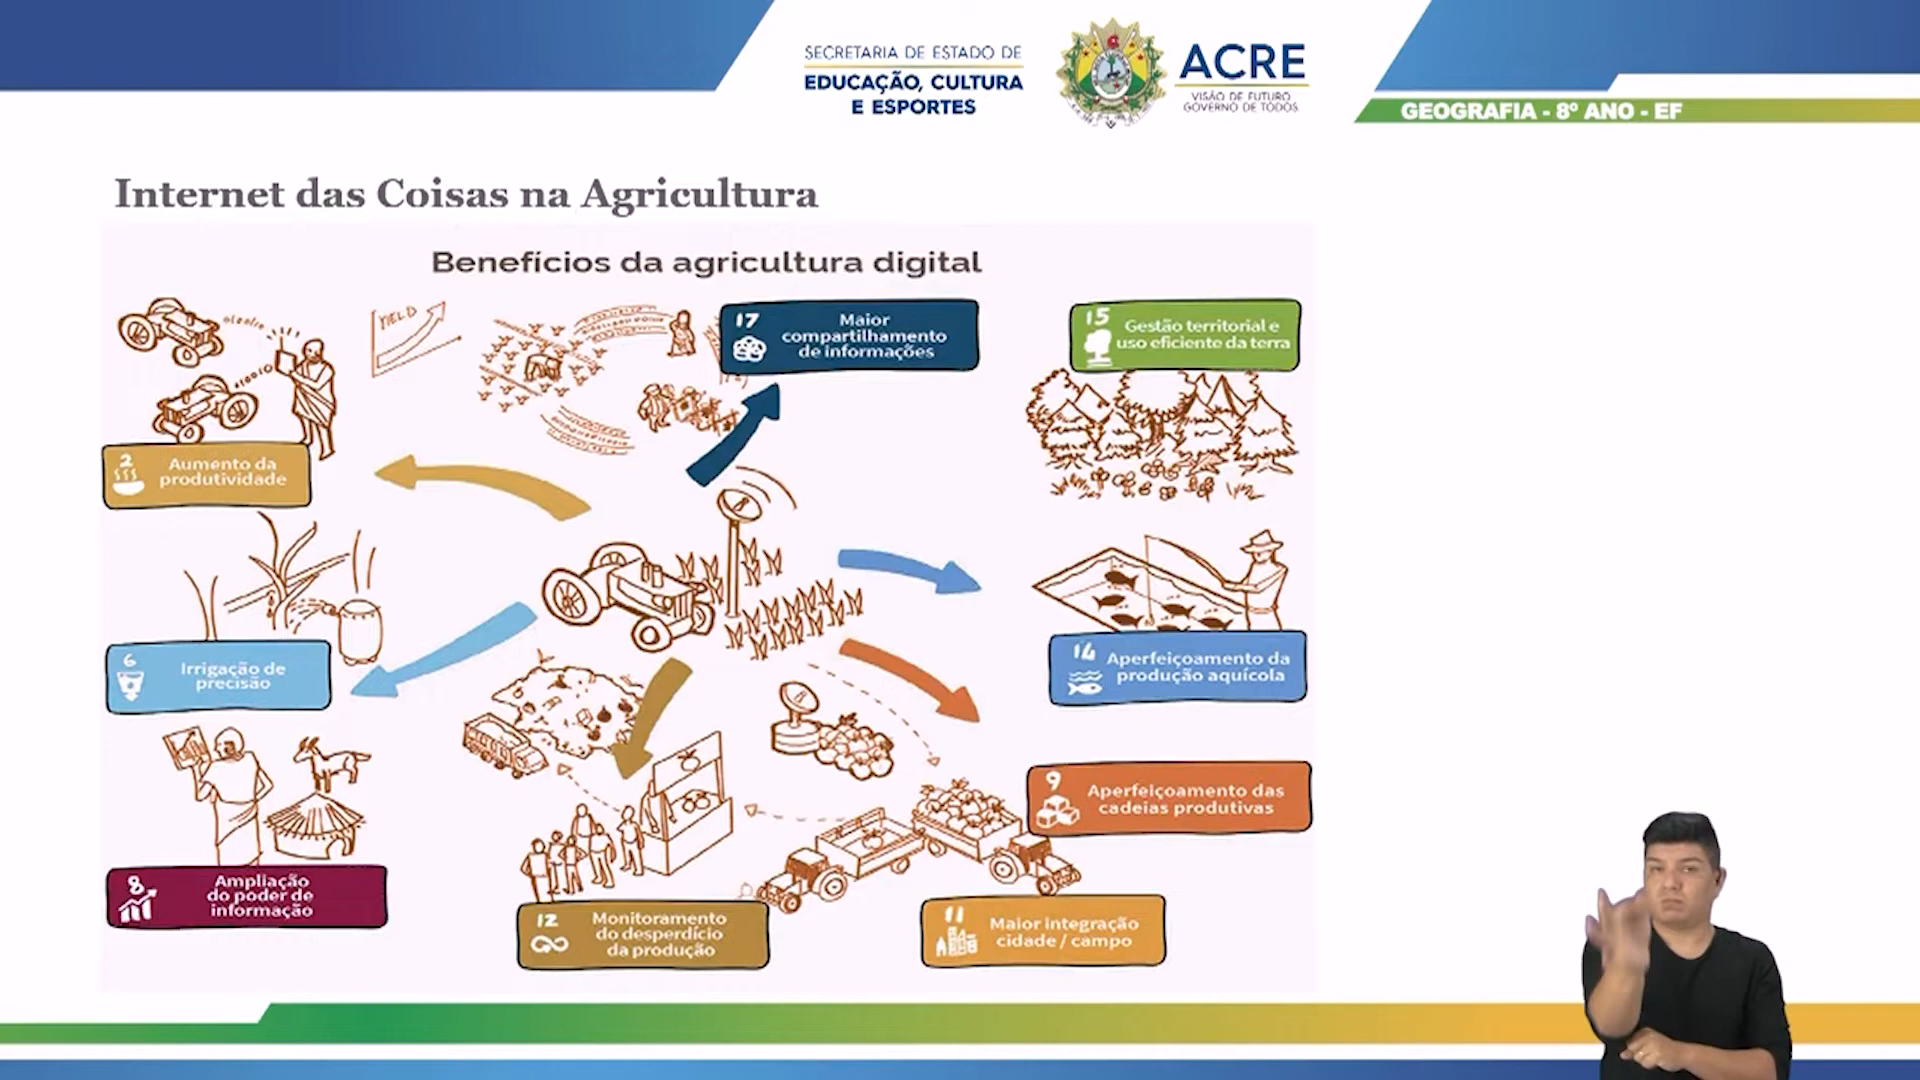 SECRETARIA DE ESTADO DE
EDUCAÇÃO, CULTURA
E ESPORTES
ACRE
VISÃO DE FUTURO
GOVERNO DE TODOS
GEOGRAFIA - 8º ANO - EF
Internet das Coisas na Agricultura
Benefícios da agricultura digital
YIELD
17
Maior
compartilhamento
de informações
15
Gestão territorial e
uso eficiente da terra
2
Aumento da
produtividade
6
Irrigação de
precisão
14
Aperfeiçoamento da
produção aquícola
9
Aperfeiçoamento das
cadeias produtivas
8
Ampliação
do poder de
informação
12
Monitoramento
do desperdício
da produção
11
Maior integração
cidade / campo